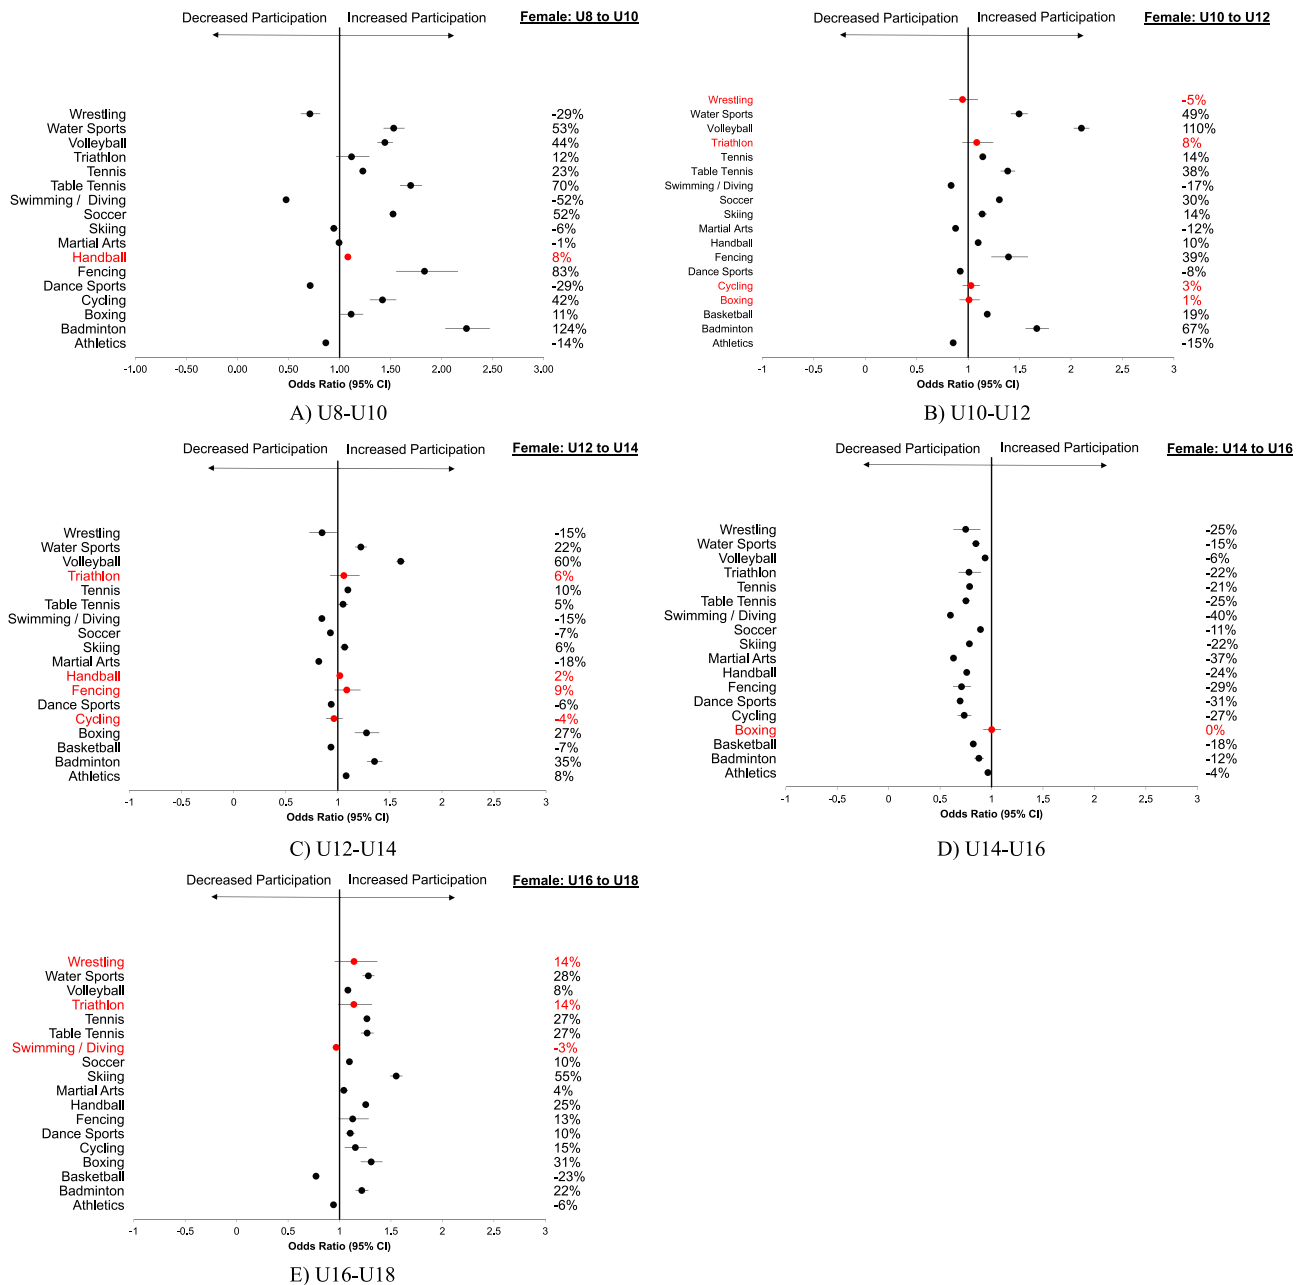 Decreased Participation Increased Participation Female: U8 to U10
Wrestling -29%
Water Sports 53%
Volleyball 44%
Triathlon 12%
Tennis 23%
Table Tennis 70%
Swimming / Diving -52%
Soccer 52%
Skiing -6%
Martial Arts -1%
Handball 8%
Fencing 83%
Dance Sports -29%
Cycling 42%
Boxing 11%
Badminton 124%
Athletics -14%
-1.00 0.00 0.50 1.00 1.50 2.00 2.50 3.00
Odds Ratio (95% CI)
A) U8-U10
Decreased Participation Increased Participation Female: U10 to U12
Wrestling -5%
Water Sports 49%
Volleyball 110%
Triathlon 8%
Tennis 14%
Table Tennis 38%
Swimming / Diving -17%
Soccer 30%
Skiing 14%
Martial Arts -12%
Handball 10%
Fencing 39%
Dance Sports -8%
Cycling 3%
Boxing 1%
Basketball 19%
Badminton 67%
Athletics -15%
-1 0 0.5 1 1.5 2 2.5 3
Odds Ratio (95% CI)
B) U10-U12
Decreased Participation Increased Participation Female: U12 to U14
Wrestling -15%
Water Sports 22%
Volleyball 60%
Triathlon 6%
Tennis 10%
Table Tennis 5%
Swimming / Diving -15%
Soccer -7%
Skiing 6%
Martial Arts -18%
Handball 2%
Fencing 9%
Dance Sports -6%
Cycling -4%
Boxing 27%
Basketball -7%
Badminton 35%
Athletics 8%
-1 0 0.5 1 1.5 2 2.5 3
Odds Ratio (95% CI)
C) U12-U14
Decreased Participation Increased Participation Female: U14 to U16
Wrestling -25%
Water Sports -15%
Volleyball -6%
Triathlon -22%
Tennis -21%
Table Tennis -25%
Swimming / Diving -40%
Soccer -11%
Skiing -22%
Martial Arts -37%
Handball -24%
Fencing -29%
Dance Sports -31%
Cycling -27%
Boxing 0%
Basketball -18%
Badminton -12%
Athletics -4%
-1 0 0.5 1 1.5 2 2.5 3
Odds Ratio (95% CI)
D) U14-U16
Decreased Participation Increased Participation Female: U16 to U18
Wrestling 14%
Water Sports 28%
Volleyball 8%
Triathlon 14%
Tennis 27%
Table Tennis 27%
Swimming / Diving -3%
Soccer 10%
Skiing 55%
Martial Arts 4%
Handball 25%
Fencing 13%
Dance Sports 10%
Cycling 15%
Boxing 31%
Basketball -23%
Badminton 22%
Athletics -6%
-1 0 0.5 1 1.5 2 2.5 3
Odds Ratio (95% CI)
E) U16-U18